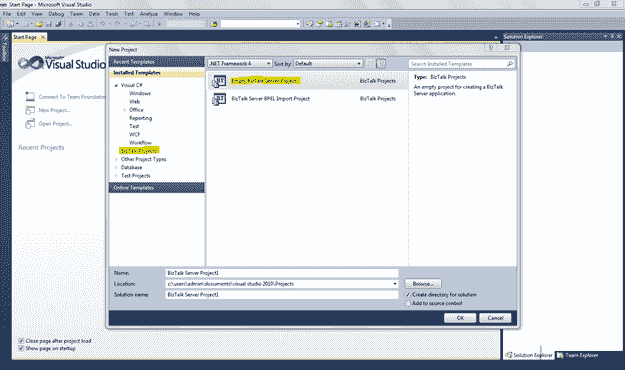 Start Page - Microsoft Visual Studio
File Edit View Debug Team Data Tools Test Analyze Window Help
Toolbox
Start Page
Solution Explorer
Microsoft
Visual Studio
Connect To Team Foundation
New Project...
Open Project...
Recent Projects
New Project
Recent Templates
Installed Templates
Visual C#
Windows
Web
Office
Reporting
Test
WCF
Workflow
BizTalk Projects
Other Project Types
Database
Test Projects
Online Templates
.NET Framework 4
Sort by: Default
Empty BizTalk Server Project BizTalk Projects
BizTalk Server BPEL Import Project BizTalk Projects
Search Installed Templates
Type: BizTalk Projects
An empty project for creating a BizTalk
Server application.
Name: BizTalk Server Project1
Location: c:\users\admin\documents\visual studio 2010\Projects
Browse...
Solution name: BizTalk Server Project1
Create directory for solution
Add to source control
OK Cancel
Close page after project load
Show page on startup
Solution Explorer Team Explorer